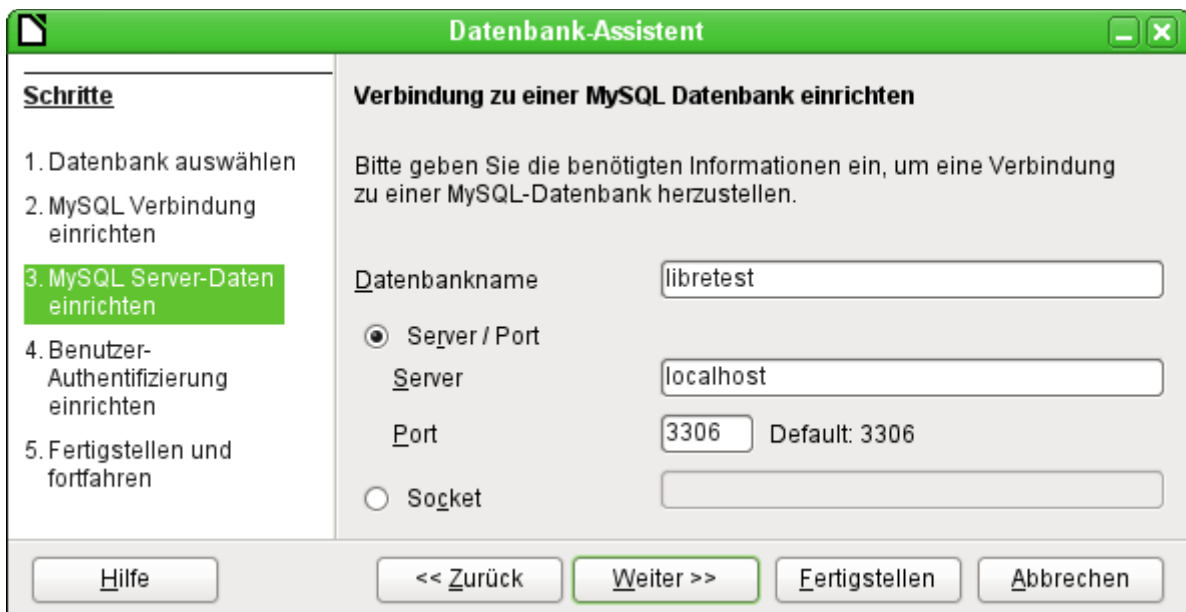 Datenbank-Assistent
Schritte
1. Datenbank auswählen
2. MySQL Verbindung
einrichten
3. MySQL Server-Daten
einrichten
4. Benutzer-
Authentifizierung
einrichten
5. Fertigstellen und
fortfahren
Verbindung zu einer MySQL Datenbank einrichten
Bitte geben Sie die benötigten Informationen ein, um eine Verbindung
zu einer MySQL-Datenbank herzustellen.
Datenbankname libretest
Server / Port
Server localhost
Port 3306 Default: 3306
Socket
Hilfe << Zurück Weiter >> Fertigstellen Abbrechen